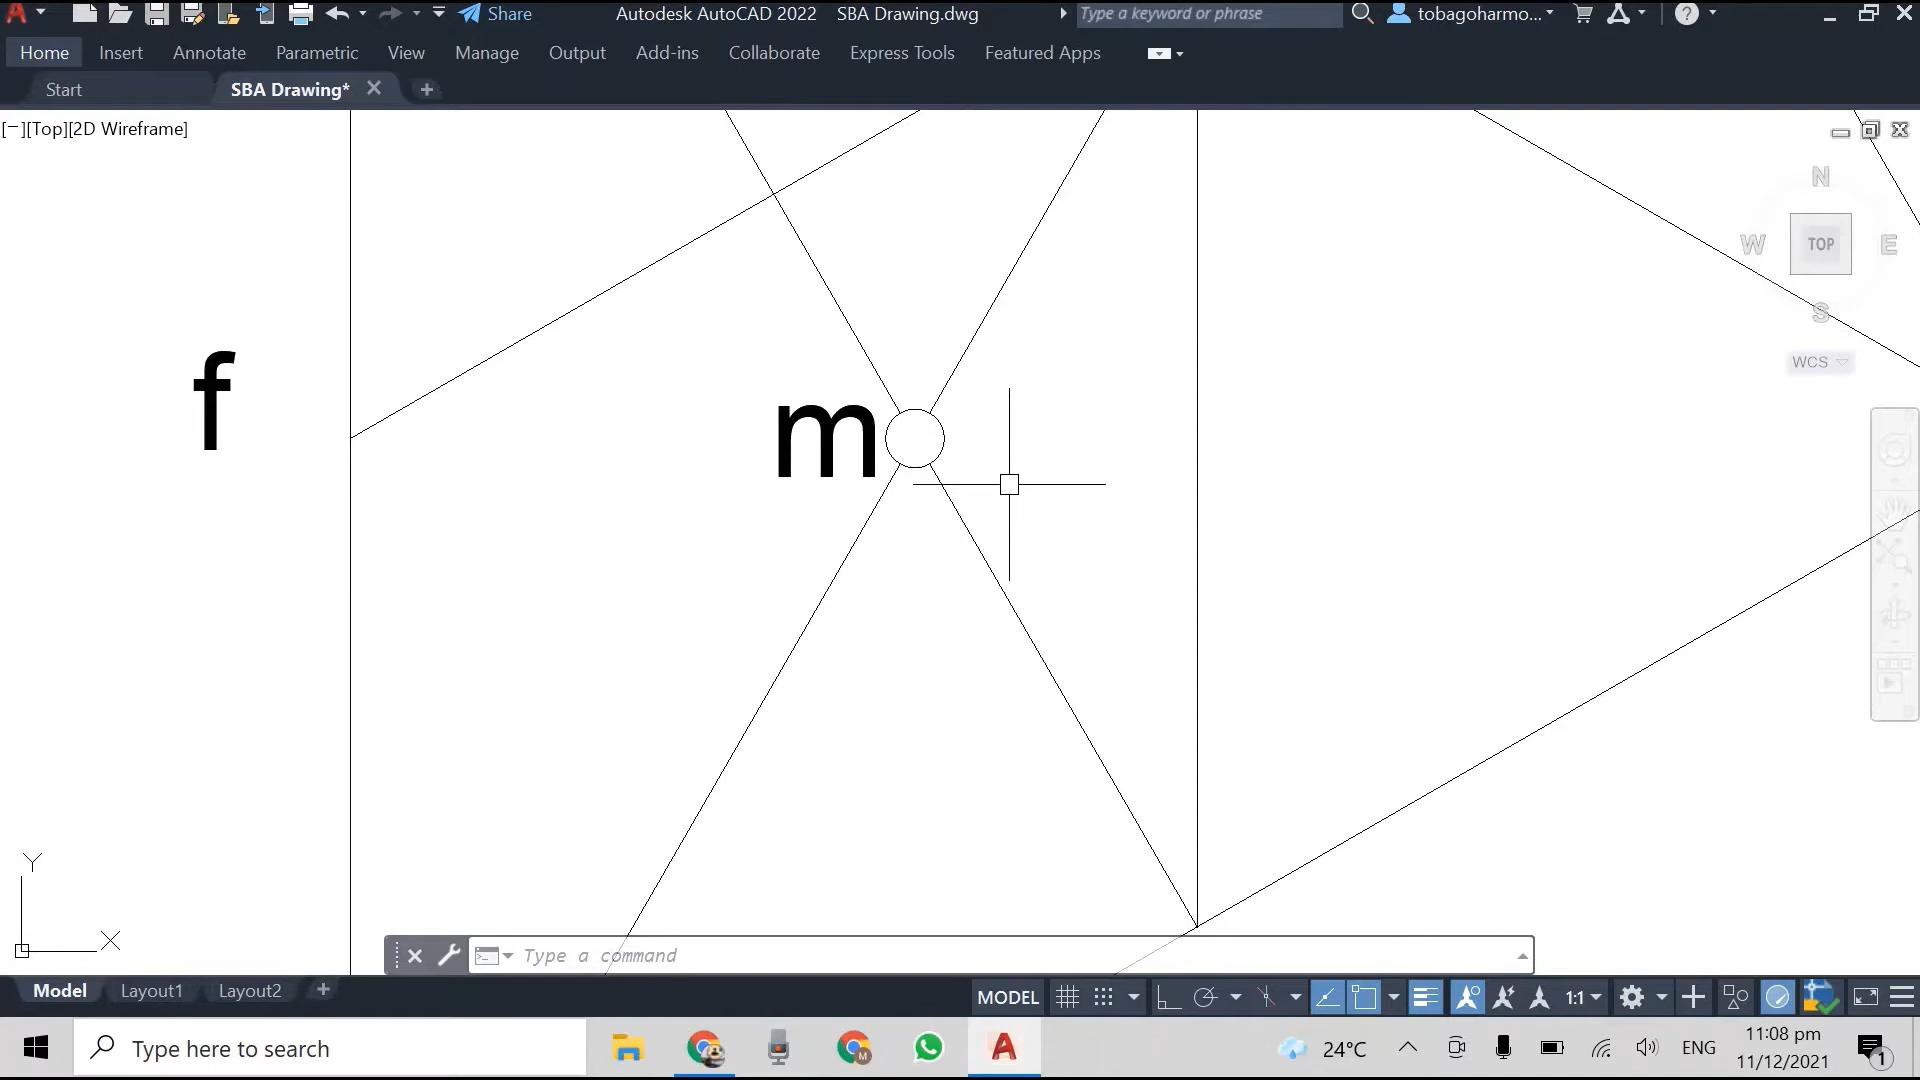 Share
Autodesk AutoCAD 2022 SBA Drawing.dwg
Type a keyword or phrase
tobagoharmo...
Home Insert Annotate Parametric View Manage Output Add-ins Collaborate Express Tools Featured Apps
Start
SBA Drawing*
[−][Top][2D Wireframe]
N
W
TOP
E
S
WCS
f
m
Y
X
Type a command
Model Layout1 Layout2
MODEL
1:1
Type here to search
M
24°C
ENG
11:08 pm
11/12/2021
1